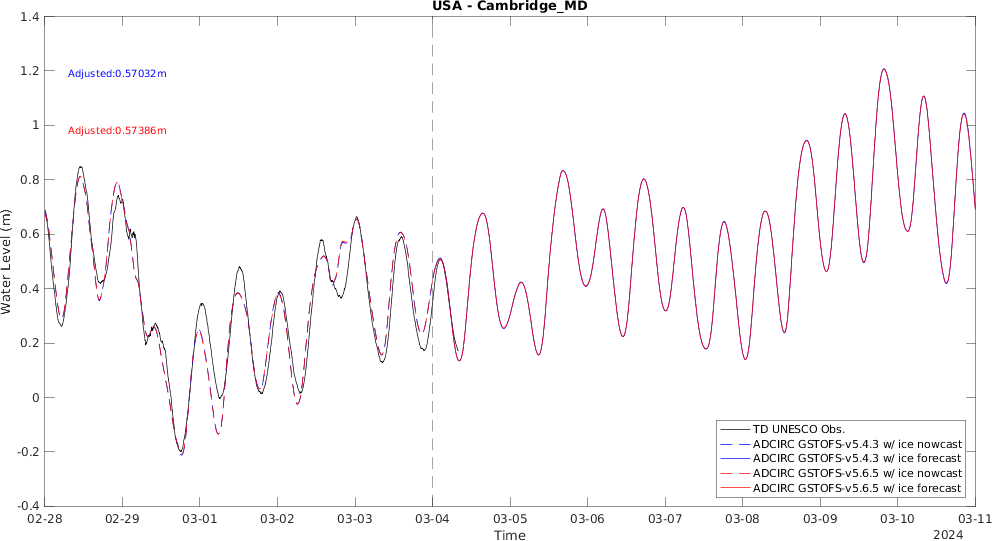 USA - Cambridge_MD
1.4
1.2
1
0.8
0.6
0.4
0.2
0
-0.2
-0.4
Water Level (m)
Adjusted:0.57032m
Adjusted:0.57386m
TD UNESCO Obs.
ADCIRC GSTOFS-v5.4.3 w/ ice nowcast
ADCIRC GSTOFS-v5.4.3 w/ ice forecast
ADCIRC GSTOFS-v5.6.5 w/ ice nowcast
ADCIRC GSTOFS-v5.6.5 w/ ice forecast
02-28 02-29 03-01 03-02 03-03 03-04 03-05 03-06 03-07 03-08 03-09 03-10 03-11
Time
2024